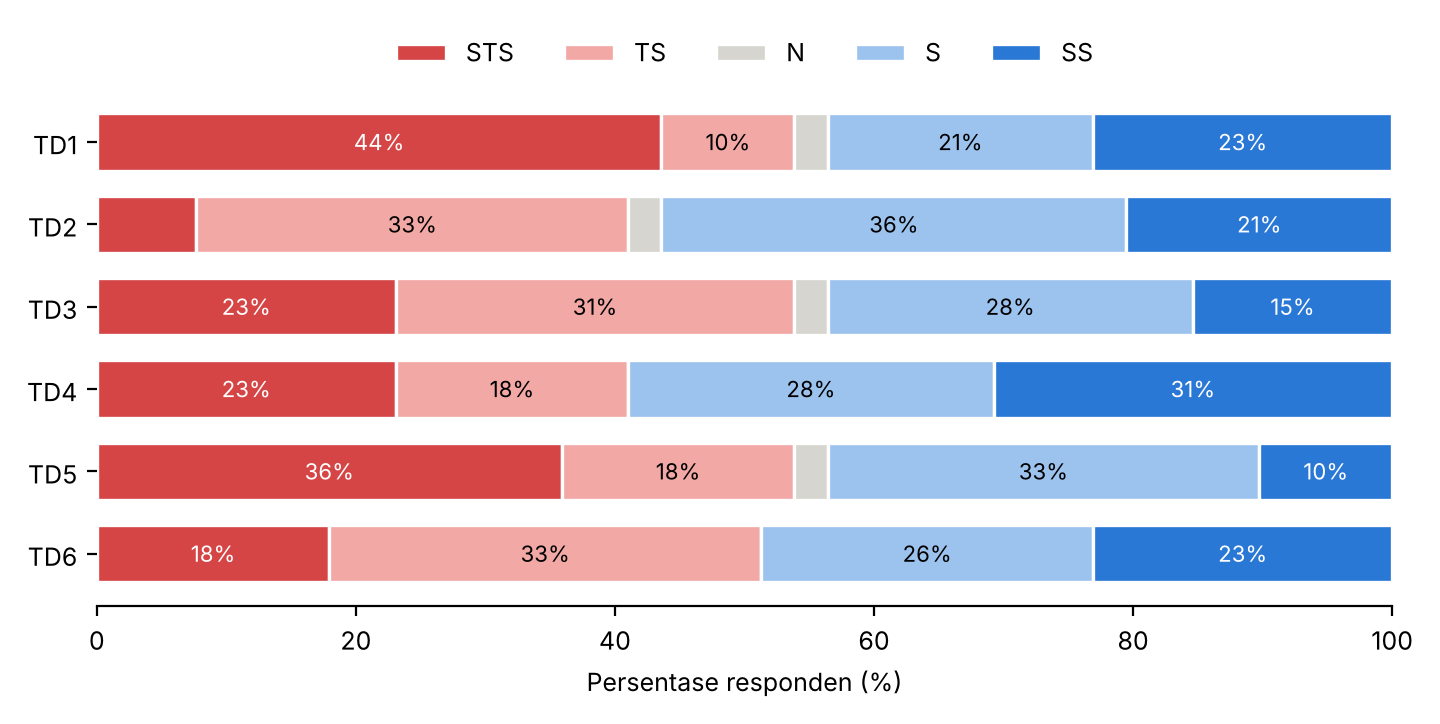 STS TS N S SS
TD1 44% 10% 21% 23%
TD2 33% 36% 21%
TD3 23% 31% 28% 15%
TD4 23% 18% 28% 31%
TD5 36% 18% 33% 10%
TD6 18% 33% 26% 23%
0 20 40 60 80 100
Persentase responden (%)